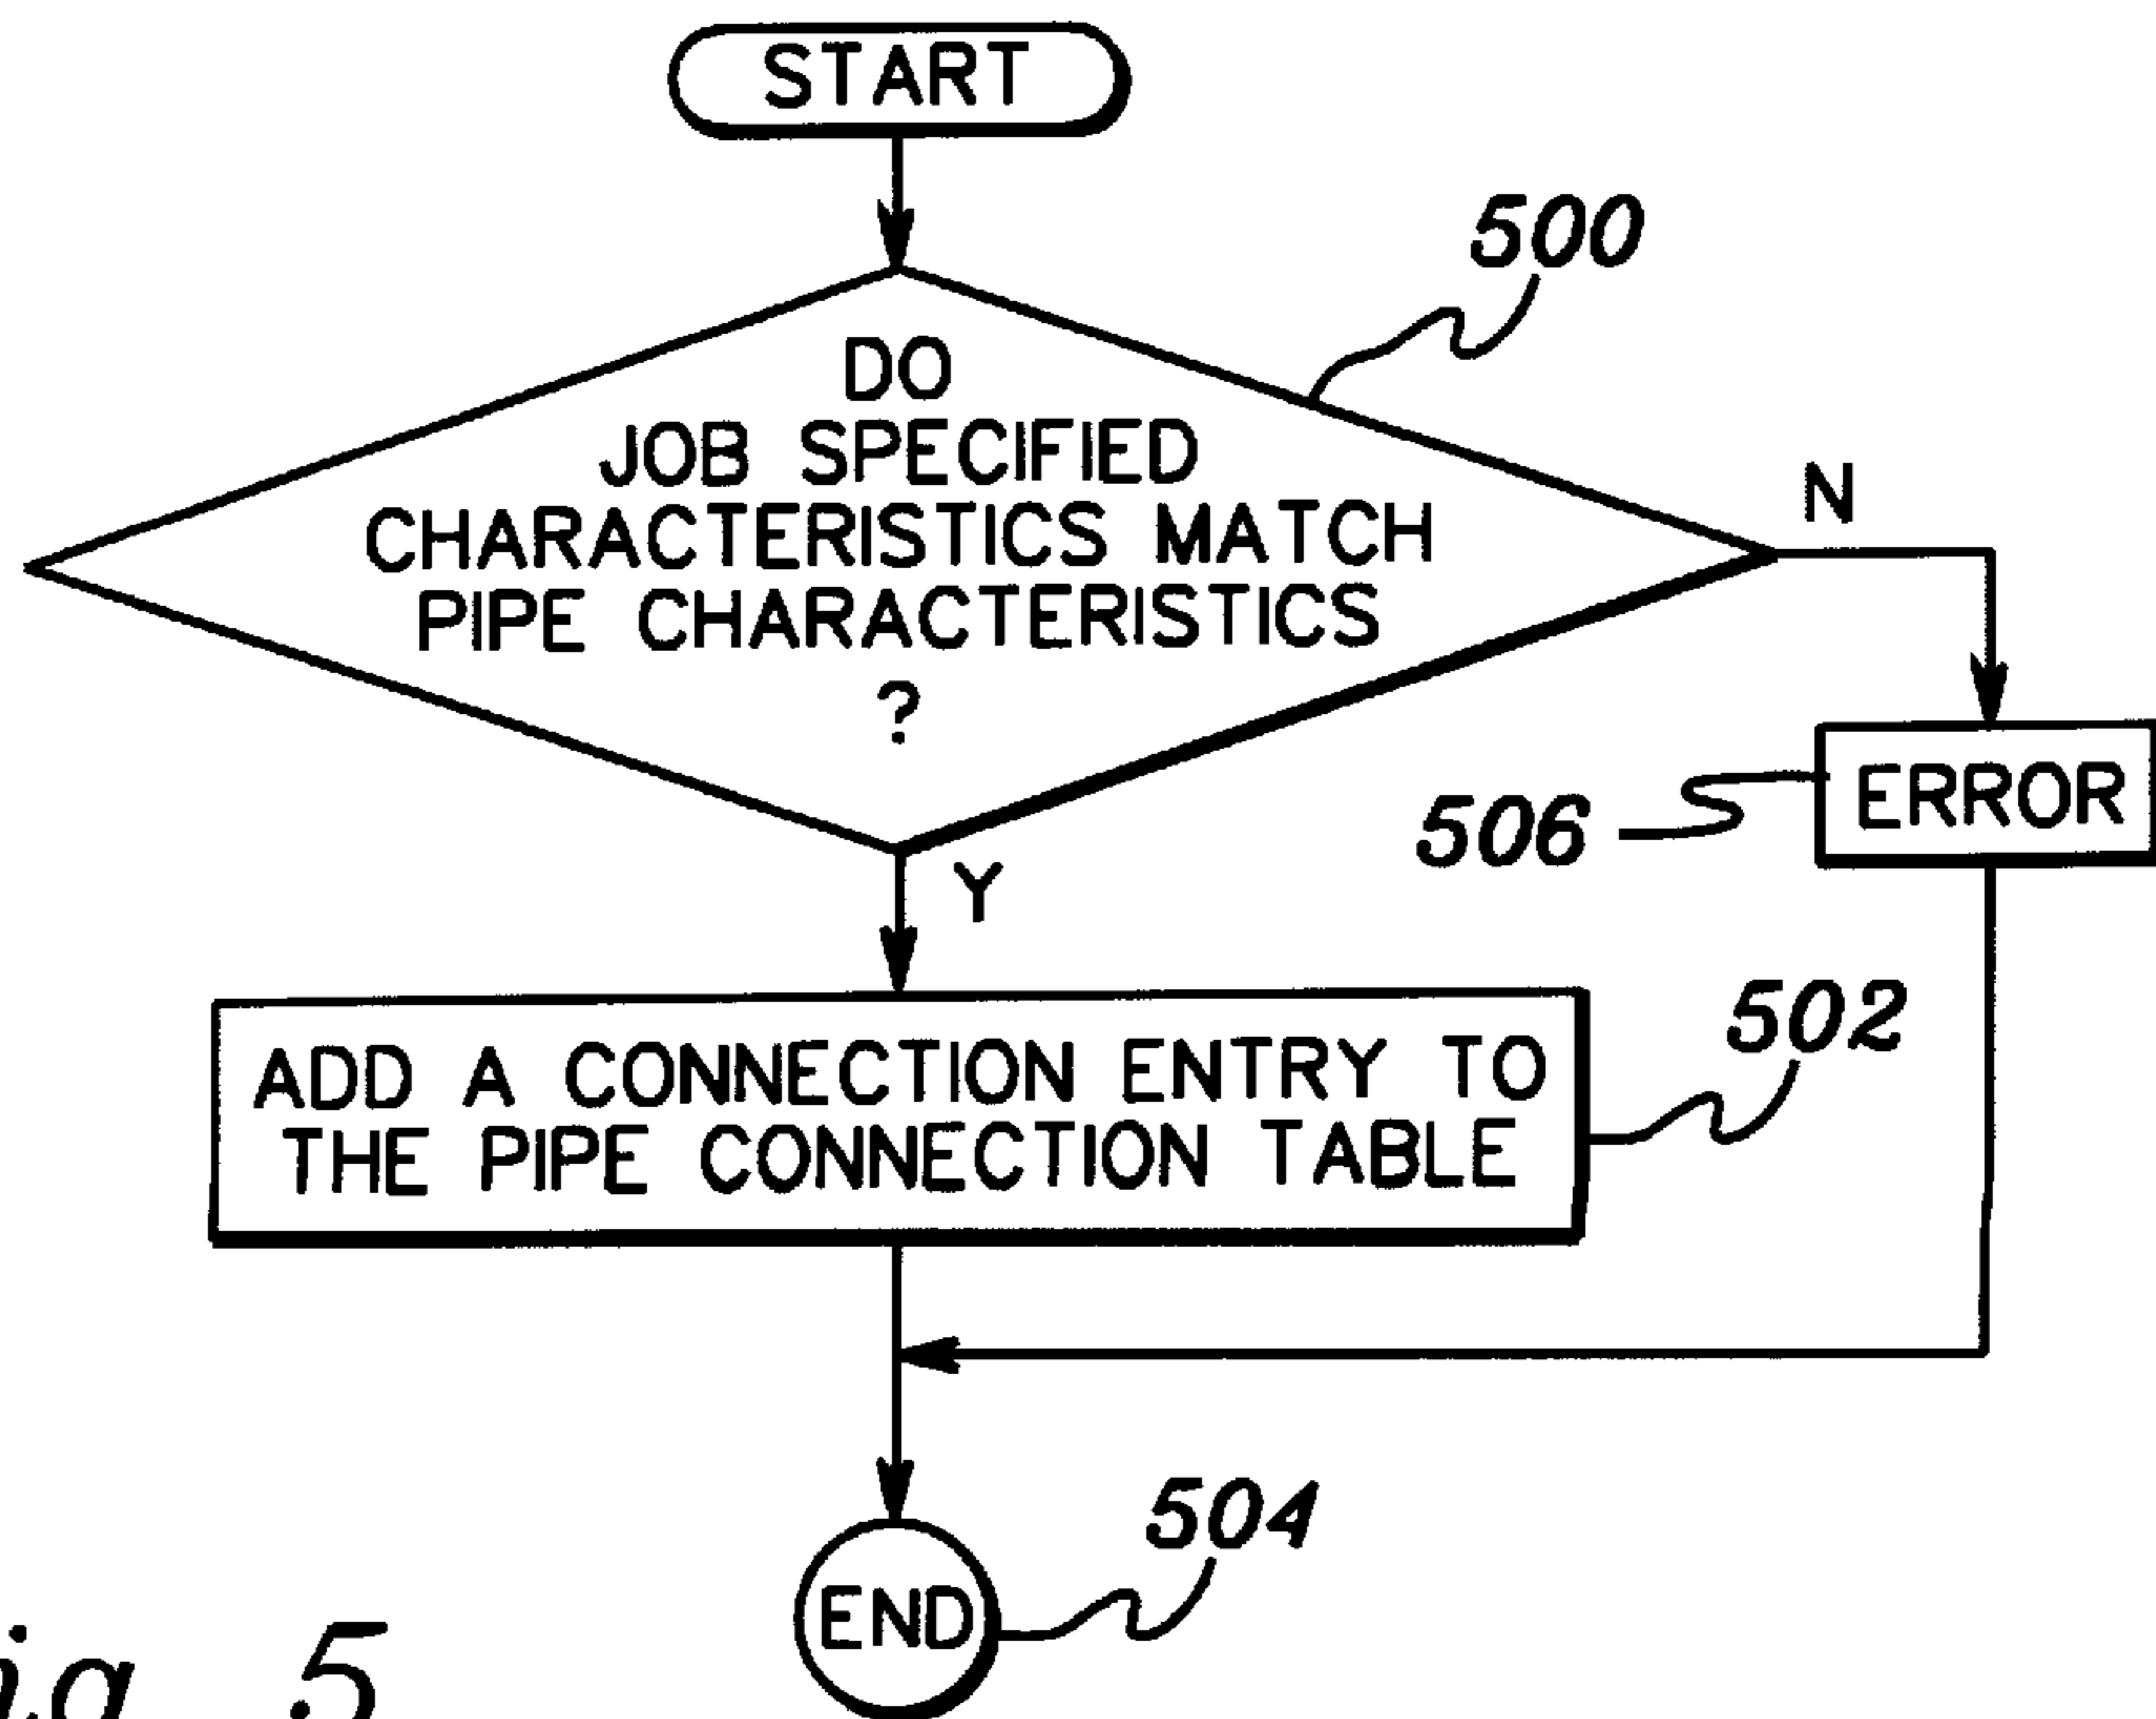 START
500
DO
JOB SPECIFIED
CHARACTERISTICS MATCH
PIPE CHARACTERISTICS
?
N
ERROR
506
Y
502
ADD A CONNECTION ENTRY TO
THE PIPE CONNECTION TABLE
504
END
ig 5